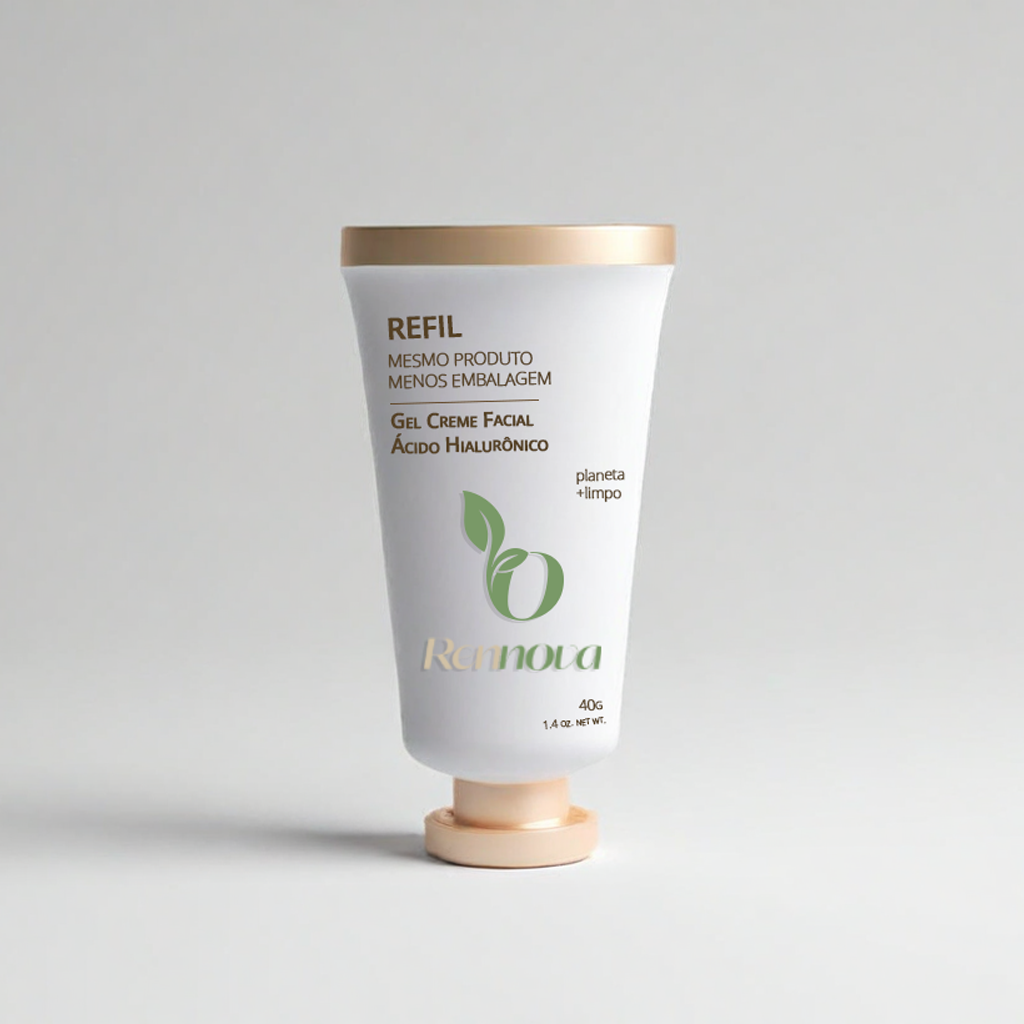 REFIL
MESMO PRODUTO
MENOS EMBALAGEM
GEL CREME FACIAL
ÁCIDO HIALURÔNICO
planeta
+limpo
Rennova
40G
1.4 OZ. NET WT.